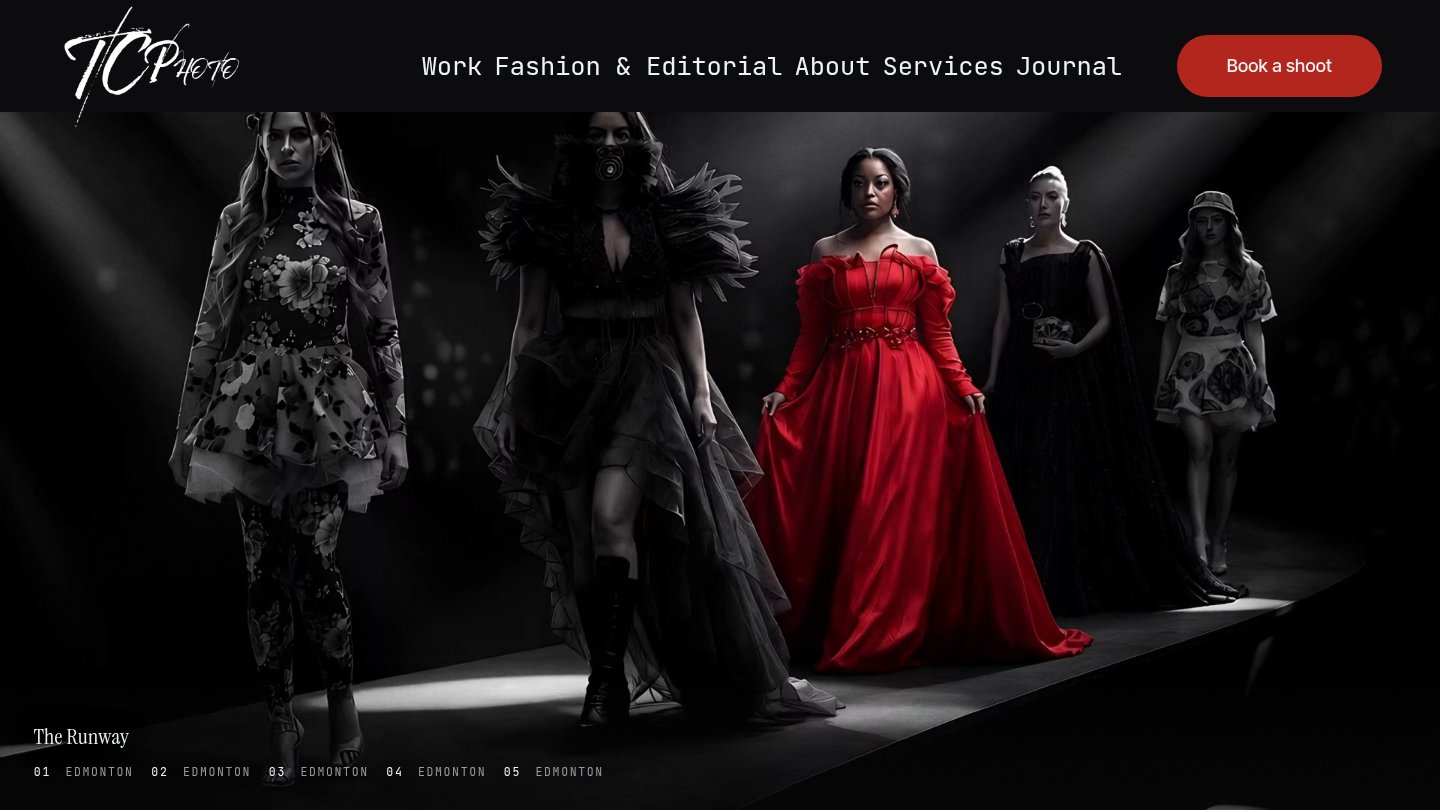 TCPHOTO
Work Fashion & Editorial About Services Journal
Book a shoot
The Runway
01 EDMONTON 02 EDMONTON 03 EDMONTON 04 EDMONTON 05 EDMONTON